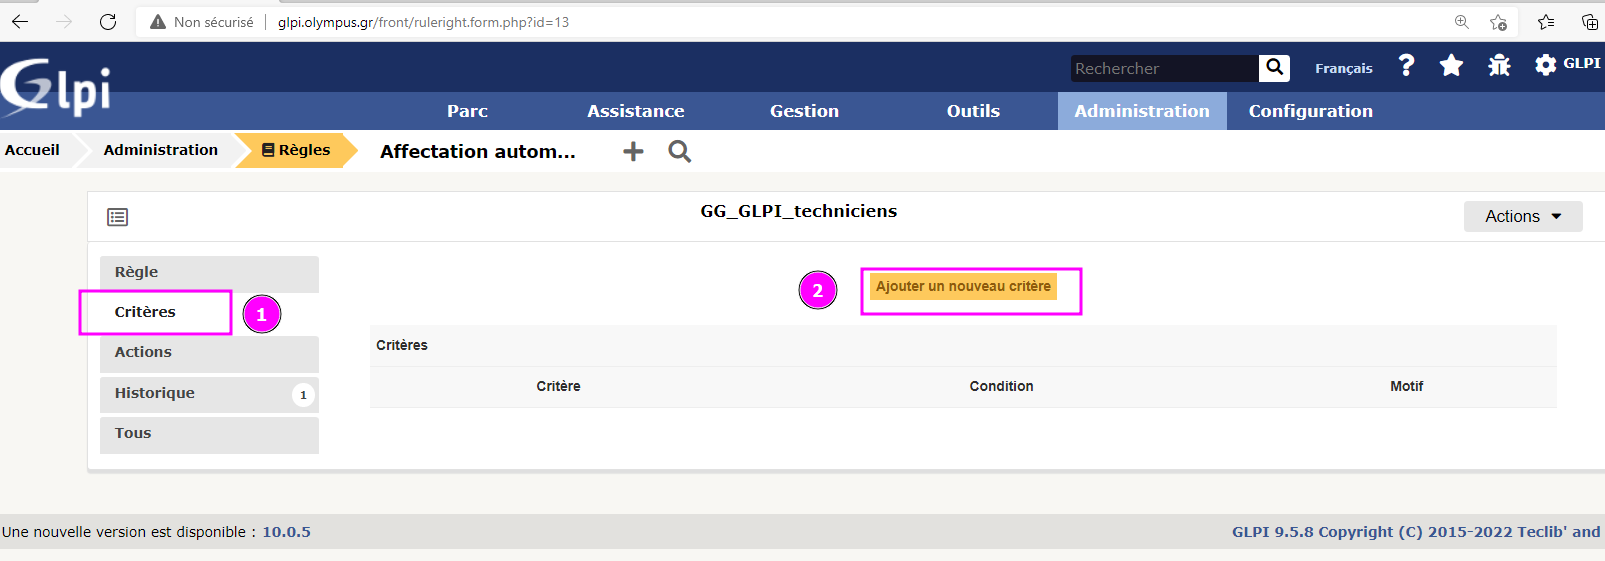 Non sécurisé | glpi.olympus.gr/front/ruleright.form.php?id=13
Glpi
Rechercher
Français
?
GLPI
Parc Assistance Gestion Outils Administration Configuration
Accueil Administration Règles Affectation autom...
GG_GLPI_techniciens
Actions
Règle
2
Ajouter un nouveau critère
Critères
1
Critères
Actions
Critère Condition Motif
Historique 1
Tous
Une nouvelle version est disponible : 10.0.5
GLPI 9.5.8 Copyright (C) 2015-2022 Teclib' and